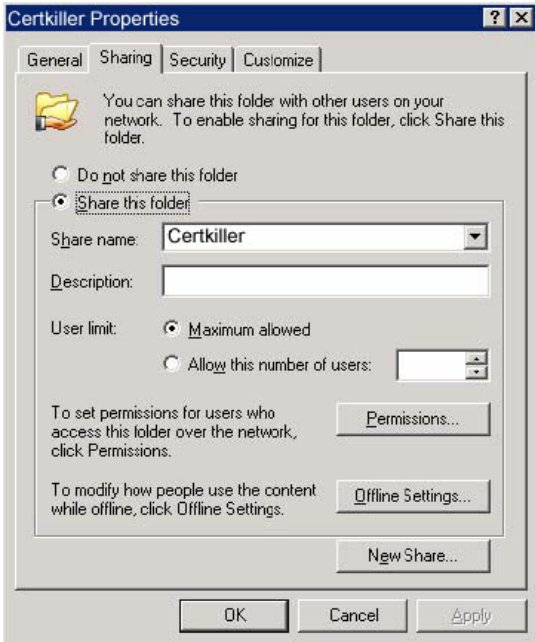 Certkiller Properties
General Sharing Security Customize
You can share this folder with other users on your
network. To enable sharing for this folder, click Share this
folder.
Do not share this folder
Share this folder
Share name: Certkiller
Description:
User limit: Maximum allowed
Allow this number of users:
To set permissions for users who
access this folder over the network,
click Permissions.
Permissions...
To modify how people use the content
while offline, click Offline Settings.
Offline Settings...
New Share...
OK Cancel Apply